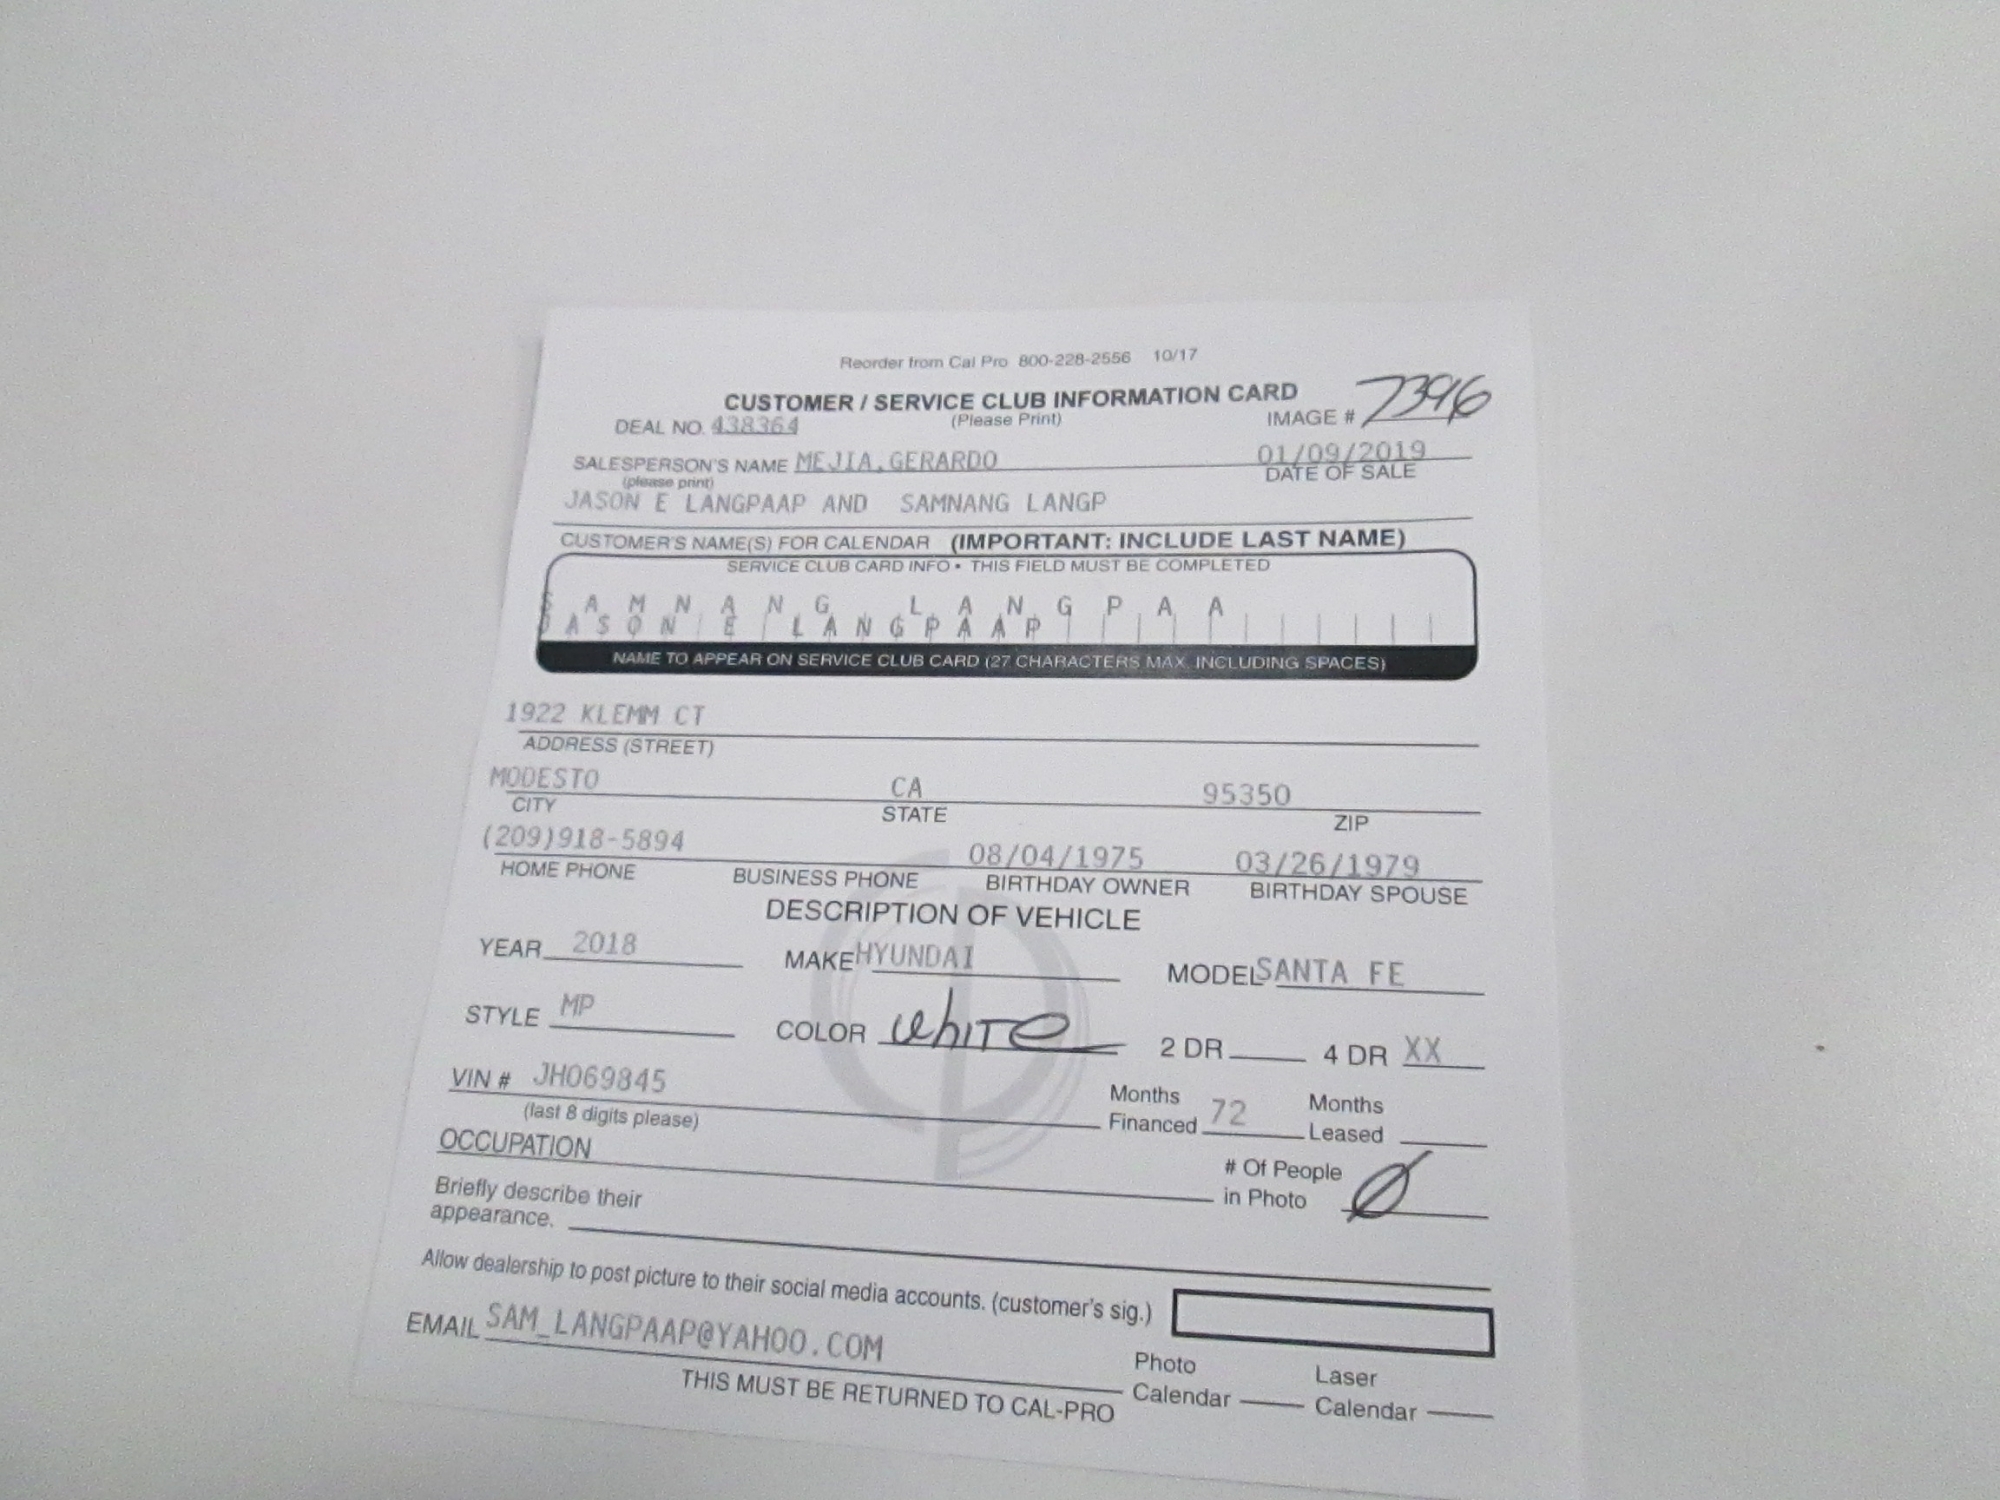 Reorder from Cal Pro 800-228-2556 10/17
CUSTOMER / SERVICE CLUB INFORMATION CARD
DEAL NO. 438364 (Please Print) IMAGE # 7396
SALESPERSON'S NAME MEJIA,GERARDO 01/09/2019
(please print) DATE OF SALE
JASON E LANGPAAP AND SAMNANG LANGP
CUSTOMER'S NAME(S) FOR CALENDAR (IMPORTANT: INCLUDE LAST NAME)
SERVICE CLUB CARD INFO • THIS FIELD MUST BE COMPLETED
SAMNANG LANGPAA
JASON E LANGPAAP
NAME TO APPEAR ON SERVICE CLUB CARD (27 CHARACTERS MAX. INCLUDING SPACES)
1922 KLEMM CT
ADDRESS (STREET)
MODESTO CA 95350
CITY STATE ZIP
(209)918-5894 08/04/1975 03/26/1979
HOME PHONE BUSINESS PHONE BIRTHDAY OWNER BIRTHDAY SPOUSE
DESCRIPTION OF VEHICLE
YEAR 2018 MAKE HYUNDAI MODEL SANTA FE
STYLE MP COLOR WhITe 2 DR 4 DR XX
VIN # JH069845 Months Financed 72 Months Leased
(last 8 digits please)
OCCUPATION # Of People in Photo Ø
Briefly describe their
appearance.
Allow dealership to post picture to their social media accounts. (customer's sig.)
EMAIL SAM_LANGPAAP@YAHOO.COM
Photo Calendar Laser Calendar
THIS MUST BE RETURNED TO CAL-PRO